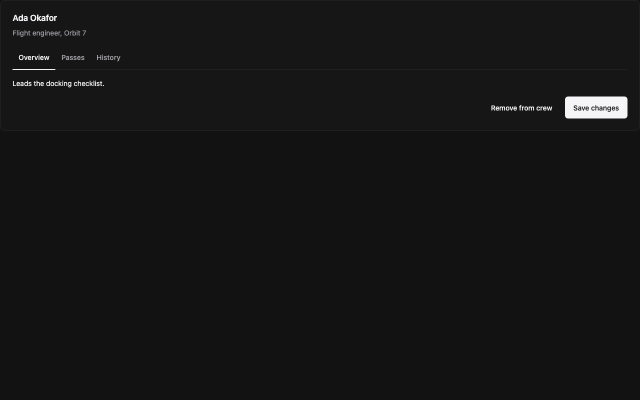 Ada Okafor
Flight engineer, Orbit 7
Overview Passes History
Leads the docking checklist.
Remove from crew Save changes